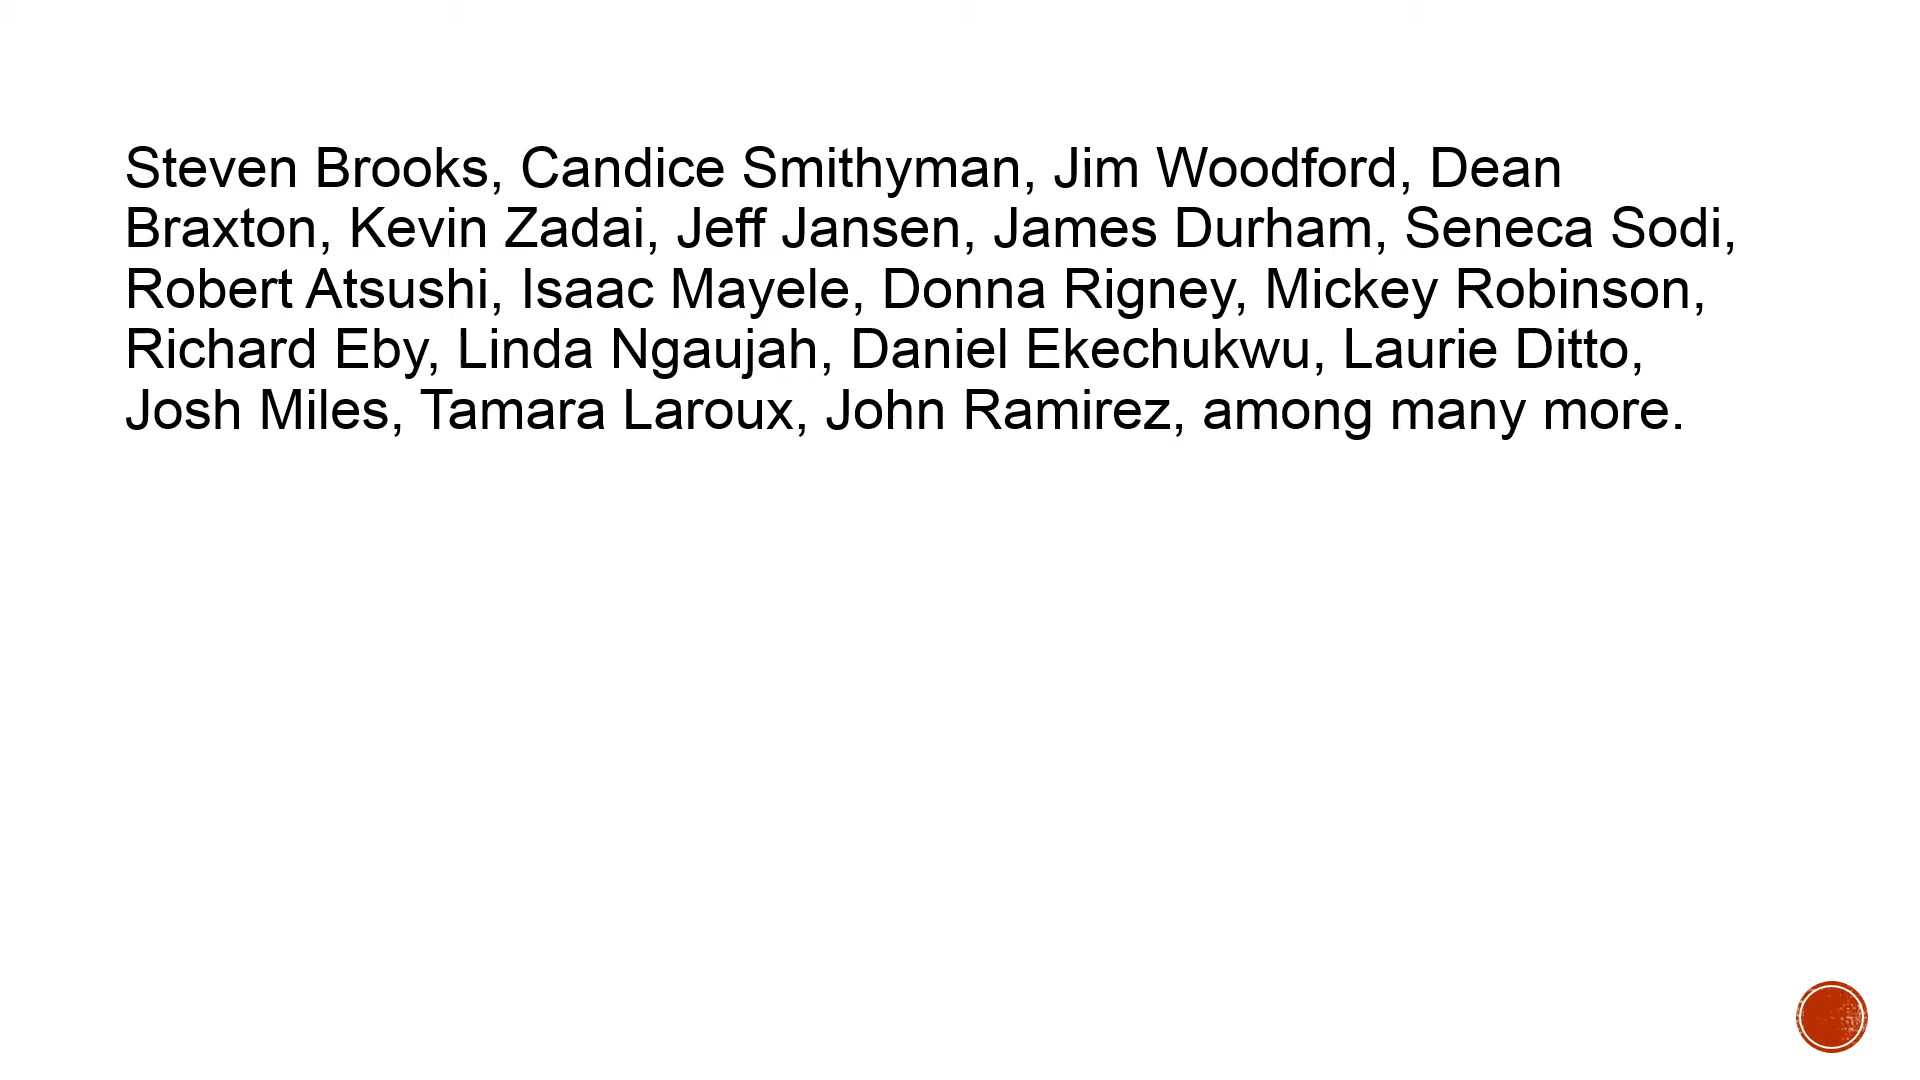 Steven Brooks, Candice Smithyman, Jim Woodford, Dean
Braxton, Kevin Zadai, Jeff Jansen, James Durham, Seneca Sodi,
Robert Atsushi, Isaac Mayele, Donna Rigney, Mickey Robinson,
Richard Eby, Linda Ngaujah, Daniel Ekechukwu, Laurie Ditto,
Josh Miles, Tamara Laroux, John Ramirez, among many more.